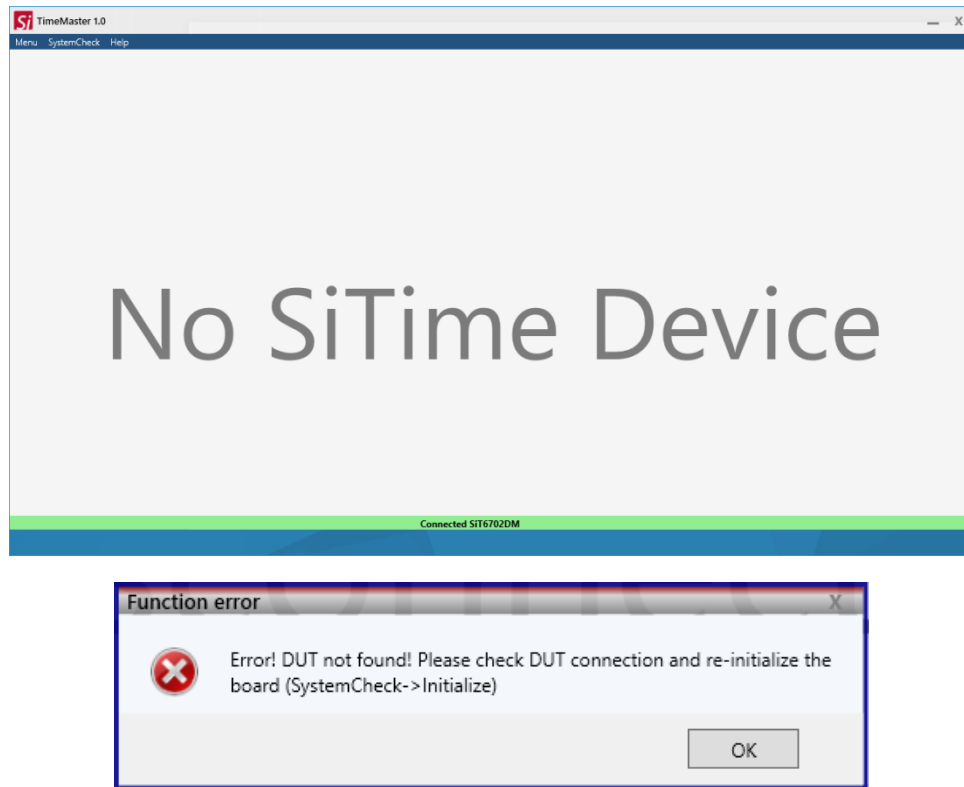 Si TimeMaster 1.0 X
Menu SystemCheck Help
No SiTime Device
Connected SiT6702DM
Function error X
Error! DUT not found! Please check DUT connection and re-initialize the
board (SystemCheck->Initialize)
OK